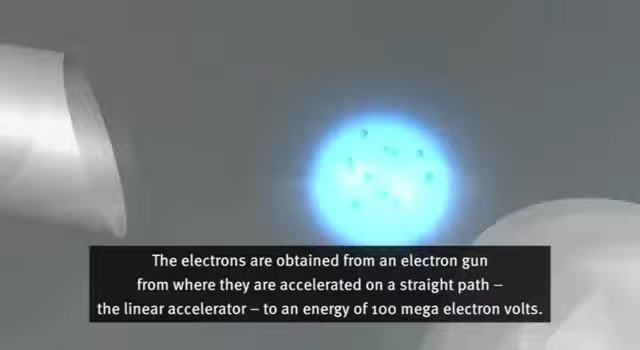 The electrons are obtained from an electron gun
from where they are accelerated on a straight path –
the linear accelerator – to an energy of 100 mega electron volts.